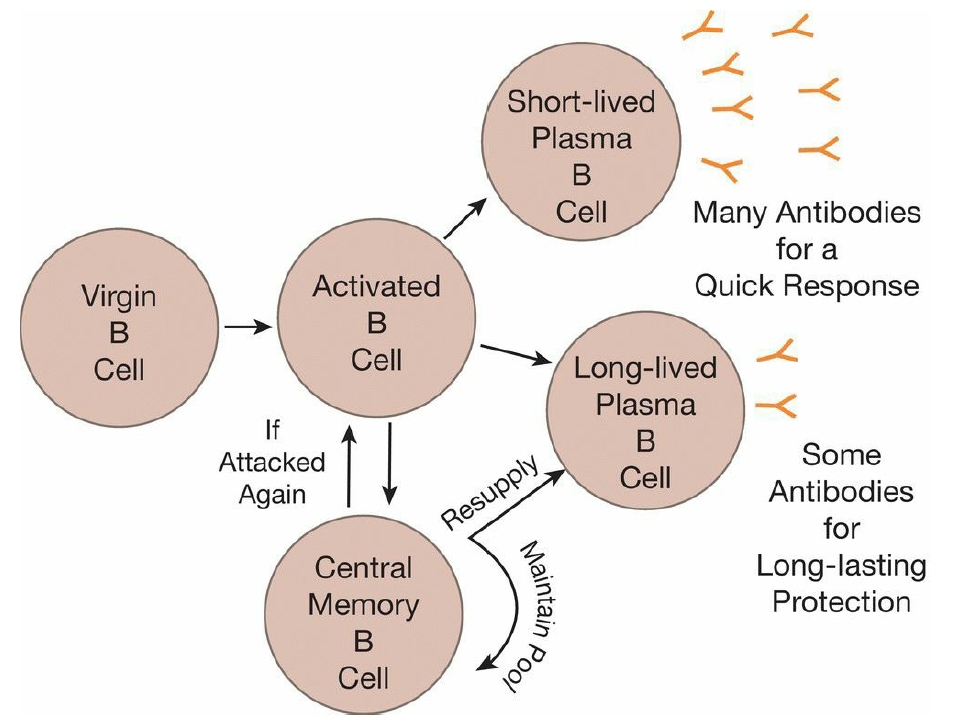 Short-lived
Plasma
B
Cell
Many Antibodies
for a
Quick Response
Virgin
B
Cell
Activated
B
Cell
Long-lived
Plasma
B
Cell
If
Attacked
Again
Resupply
Maintain Pool
Some
Antibodies
for
Long-lasting
Protection
Central
Memory
B
Cell